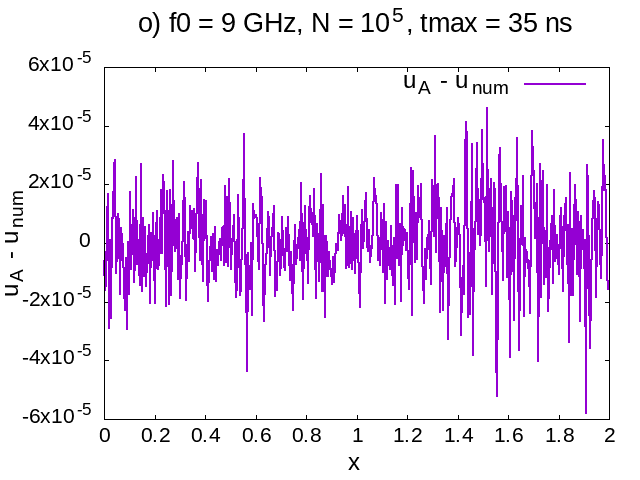 o) f0 = 9 GHz, N = 10^5, tmax = 35 ns
u_A - u_num
6x10^-5
4x10^-5
2x10^-5
0
-2x10^-5
-4x10^-5
-6x10^-5
u_A - u_num
0 0.2 0.4 0.6 0.8 1 1.2 1.4 1.6 1.8 2
x